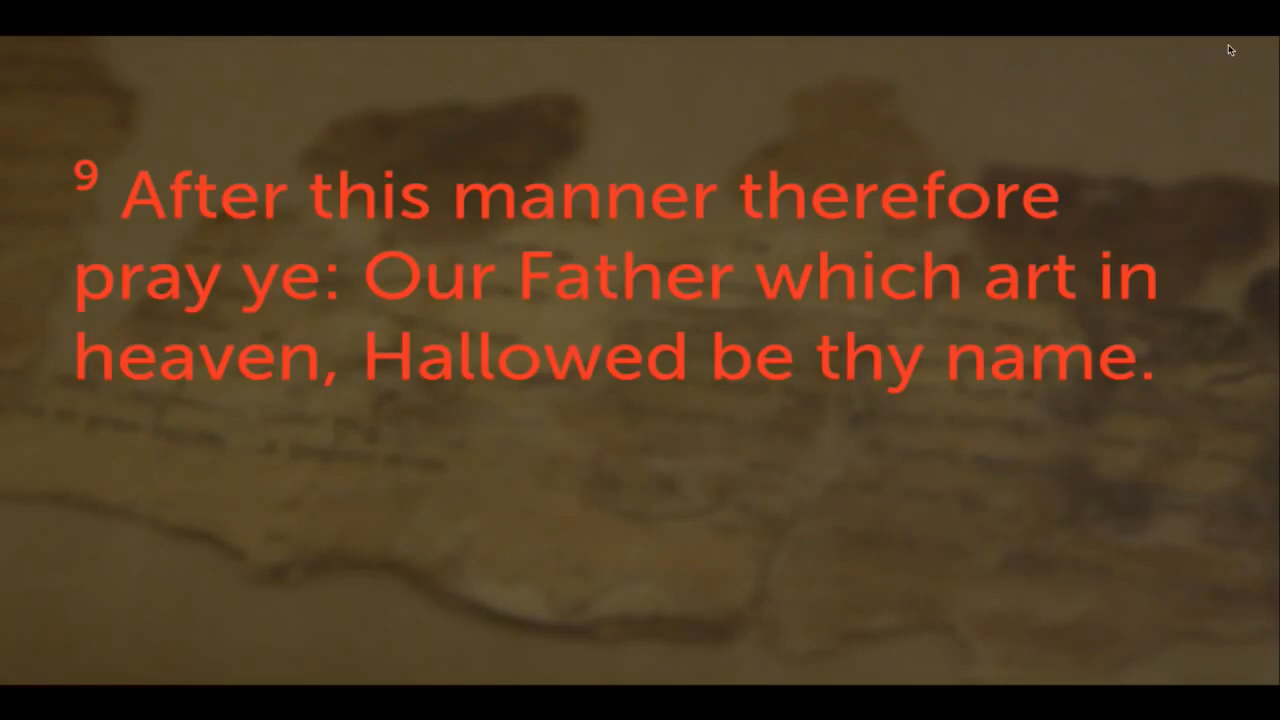 9 After this manner therefore
pray ye: Our Father which art in
heaven, Hallowed be thy name.